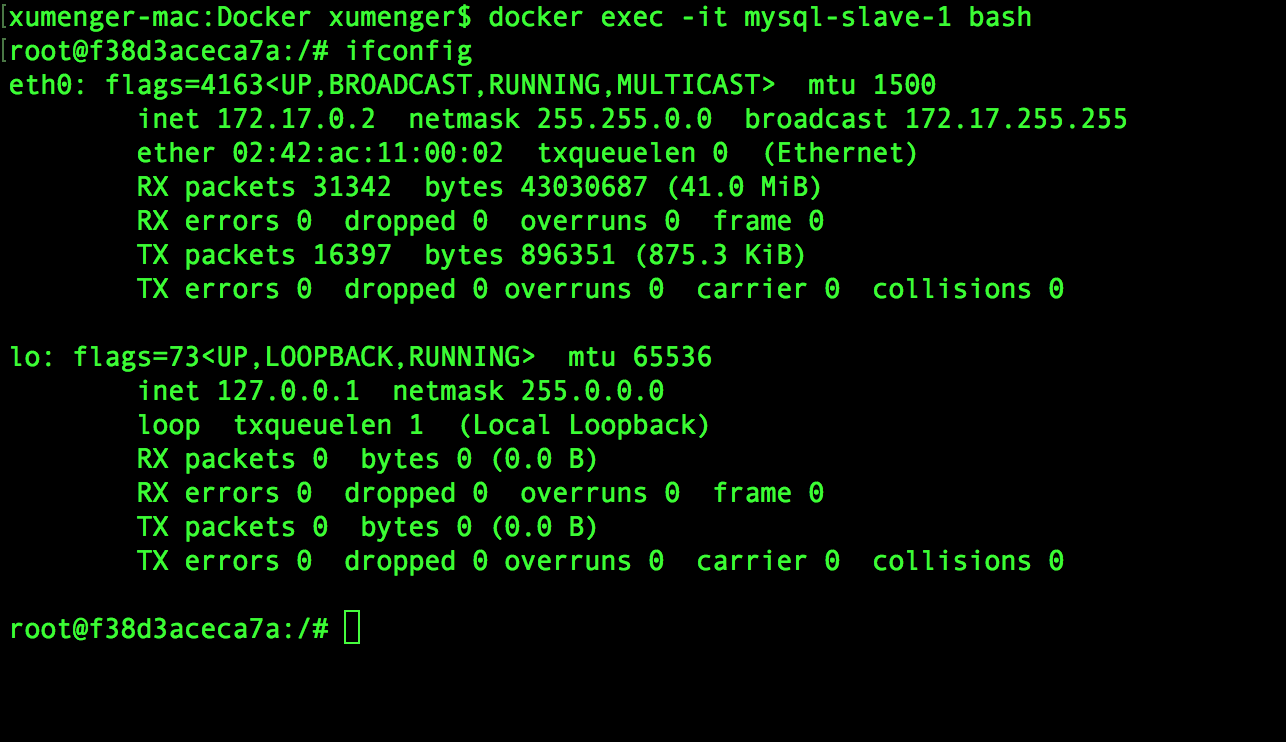 [xumenger-mac:Docker xumenger$ docker exec -it mysql-slave-1 bash
[root@f38d3aceca7a:/# ifconfig
eth0: flags=4163<UP,BROADCAST,RUNNING,MULTICAST>  mtu 1500
        inet 172.17.0.2  netmask 255.255.0.0  broadcast 172.17.255.255
        ether 02:42:ac:11:00:02  txqueuelen 0  (Ethernet)
        RX packets 31342  bytes 43030687 (41.0 MiB)
        RX errors 0  dropped 0  overruns 0  frame 0
        TX packets 16397  bytes 896351 (875.3 KiB)
        TX errors 0  dropped 0 overruns 0  carrier 0  collisions 0

lo: flags=73<UP,LOOPBACK,RUNNING>  mtu 65536
        inet 127.0.0.1  netmask 255.0.0.0
        loop  txqueuelen 1  (Local Loopback)
        RX packets 0  bytes 0 (0.0 B)
        RX errors 0  dropped 0  overruns 0  frame 0
        TX packets 0  bytes 0 (0.0 B)
        TX errors 0  dropped 0 overruns 0  carrier 0  collisions 0

root@f38d3aceca7a:/#